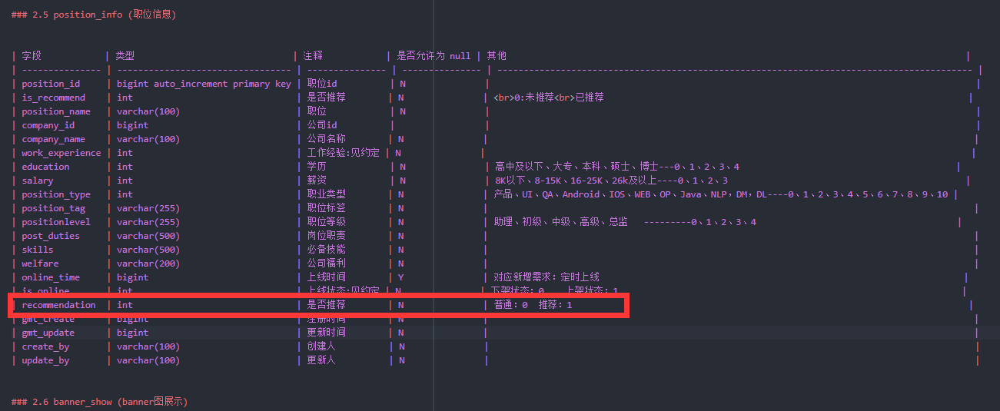 ### 2.5 position_info (职位信息)
| 字段 | 类型 | 注释 | 是否允许为 null | 其他 |
| --------------- | ------------------------------ | -------------- | -------------- | ------------------------------------------------------------------------------------------- |
| position_id | bigint auto_increment primary key | 职位id | N | |
| is_recommend | int | 是否推荐 | N | <br>0:未推荐<br>已推荐 |
| position_name | varchar(100) | 职位 | N | |
| company_id | bigint | 公司id | | |
| company_name | varchar(100) | 公司名称 | N | |
| work_experience | int | 工作经验:见约定 | N | |
| education | int | 学历 | N | 高中及以下、大专、本科、硕士、博士---0、1、2、3、4 |
| salary | int | 薪资 | N | 8K以下、8-15K、16-25K、26k及以上----0、1、2、3 |
| position_type | int | 职业类型 | N | 产品、UI、QA、Android、IOS、WEB、OP、Java、NLP，DM，DL----0、1、2、3、4、5、6、7、8、9、10 |
| position_tag | varchar(255) | 职位标签 | N | |
| positionlevel | varchar(255) | 职位等级 | N | 助理、初级、中级、高级、总监 ---------0、1、2、3、4 |
| post_duties | varchar(500) | 岗位职责 | N | |
| skills | varchar(500) | 必备技能 | N | |
| welfare | varchar(200) | 公司福利 | N | |
| online_time | bigint | 上线时间 | Y | 对应新增需求：定时上线 |
| is_online | int | 上线状态:见约定 | N | 下架状态：0 上架状态：1 |
| recommendation | int | 是否推荐 | N | 普通：0 推荐：1 |
| gmt_create | bigint | 注册时间 | N | |
| gmt_update | bigint | 更新时间 | N | |
| create_by | varchar(100) | 创建人 | N | |
| update_by | varchar(100) | 更新人 | N | |
### 2.6 banner_show (banner图展示)